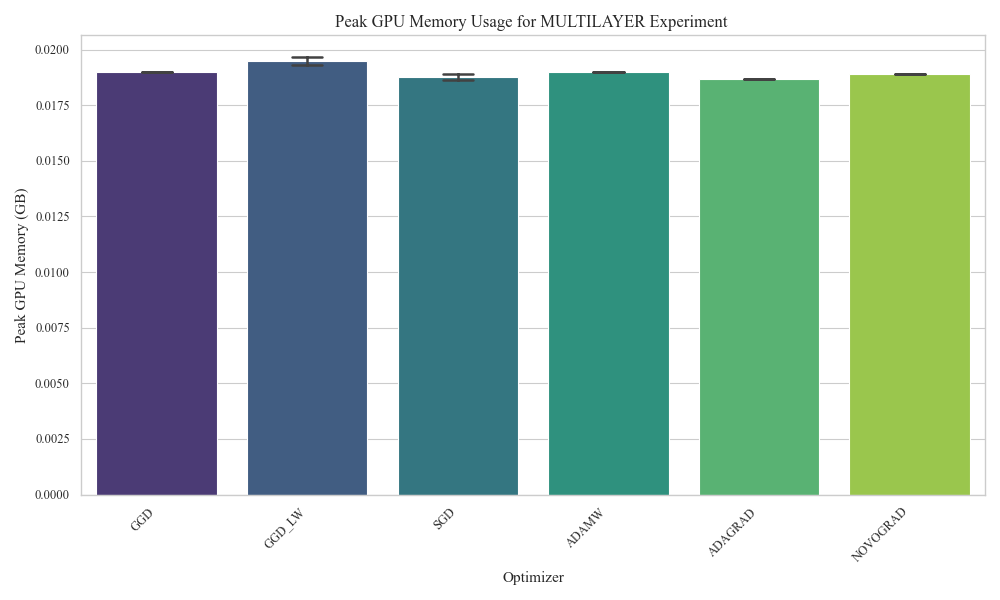 Peak GPU Memory Usage for MULTILAYER Experiment
Peak GPU Memory (GB)
0.0200
0.0175
0.0150
0.0125
0.0100
0.0075
0.0050
0.0025
0.0000
GGD
GGD_LW
SGD
ADAMW
ADAGRAD
NOVOGRAD
Optimizer